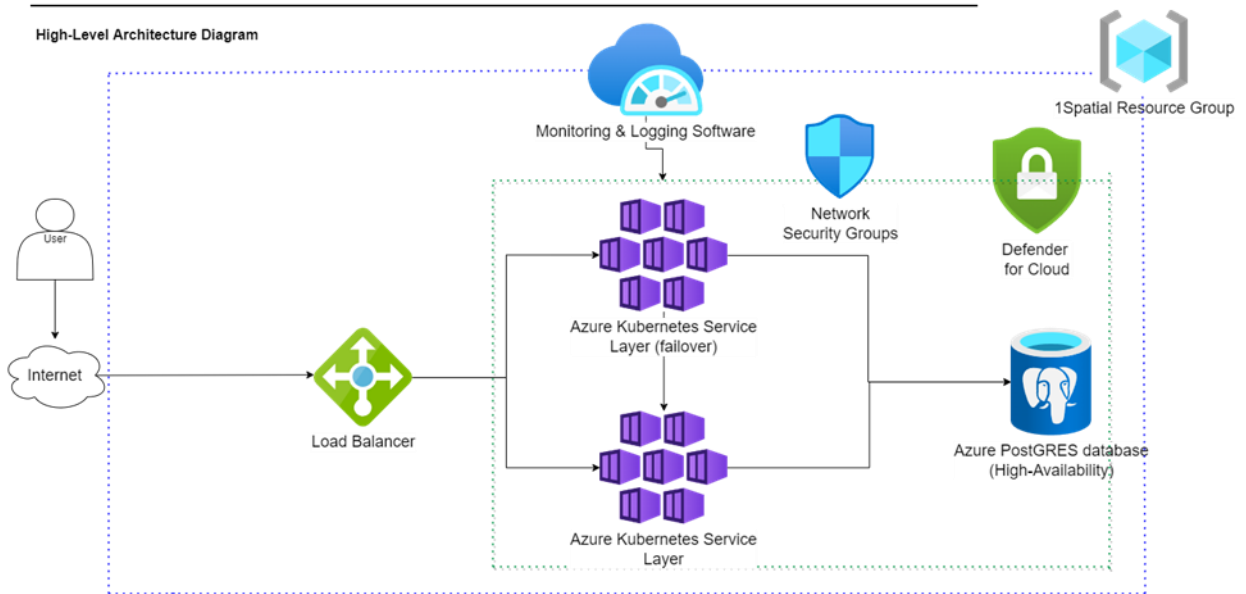 High-Level Architecture Diagram
1Spatial Resource Group
Monitoring & Logging Software
Network
Security Groups
Defender
for Cloud
User
Internet
Load Balancer
Azure Kubernetes Service
Layer (failover)
Azure PostGRES database
(High-Availability)
Azure Kubernetes Service
Layer